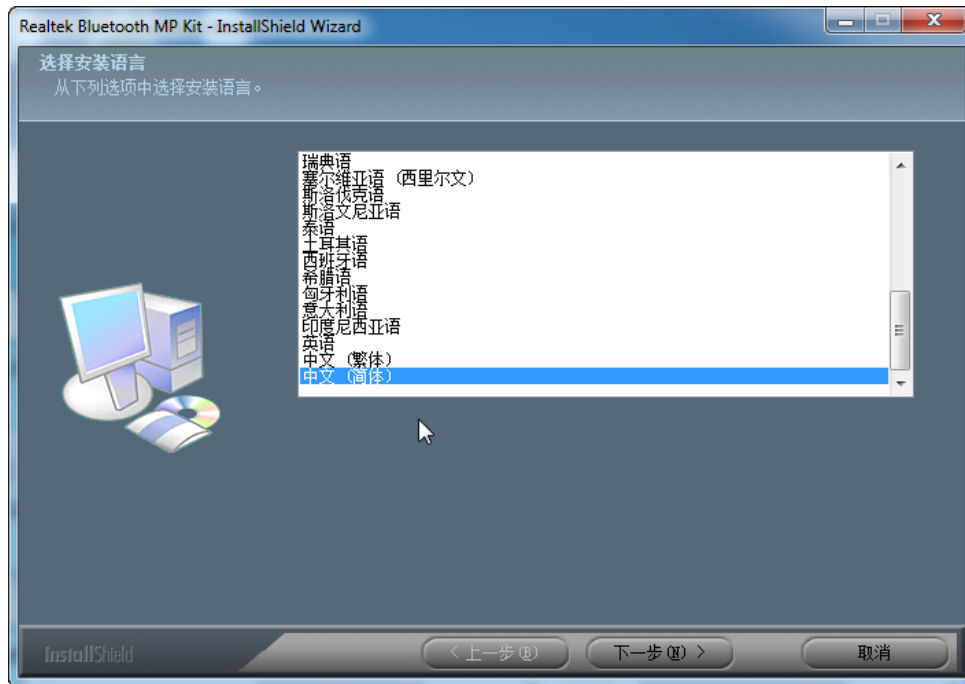 Realtek Bluetooth MP Kit - InstallShield Wizard
选择安装语言
从下列选项中选择安装语言。
瑞典语
塞尔维亚语 (西里尔文)
斯洛伐克语
斯洛文尼亚语
泰语
土耳其语
西班牙语
希腊语
匈牙利语
意大利语
印度尼西亚语
英语
中文 (繁体)
中文 (简体)
InstallShield
< 上一步(B)
下一步(N) >
取消